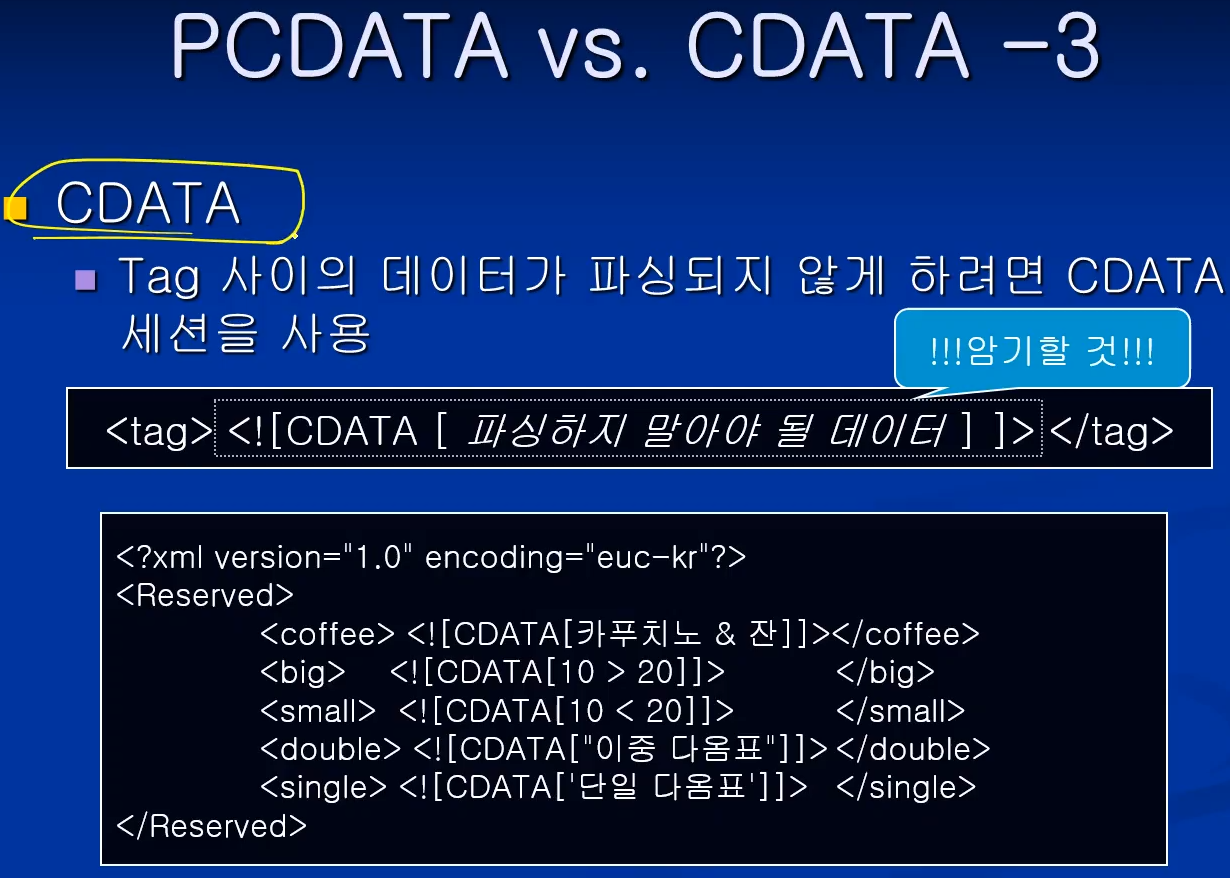 PCDATA vs. CDATA -3
CDATA
Tag 사이의 데이터가 파싱되지 않게 하려면 CDATA
세션을 사용
!!!암기할 것!!!
<tag> <![CDATA [ 파싱하지 말아야 될 데이터 ] ]> </tag>
<?xml version="1.0" encoding="euc-kr"?>
<Reserved>
<coffee> <![CDATA[카푸치노 & 잔]]></coffee>
<big> <![CDATA[10 > 20]]> </big>
<small> <![CDATA[10 < 20]]> </small>
<double> <![CDATA["이중 다옴표"]]> </double>
<single> <![CDATA['단일 다옴표']]> </single>
</Reserved>